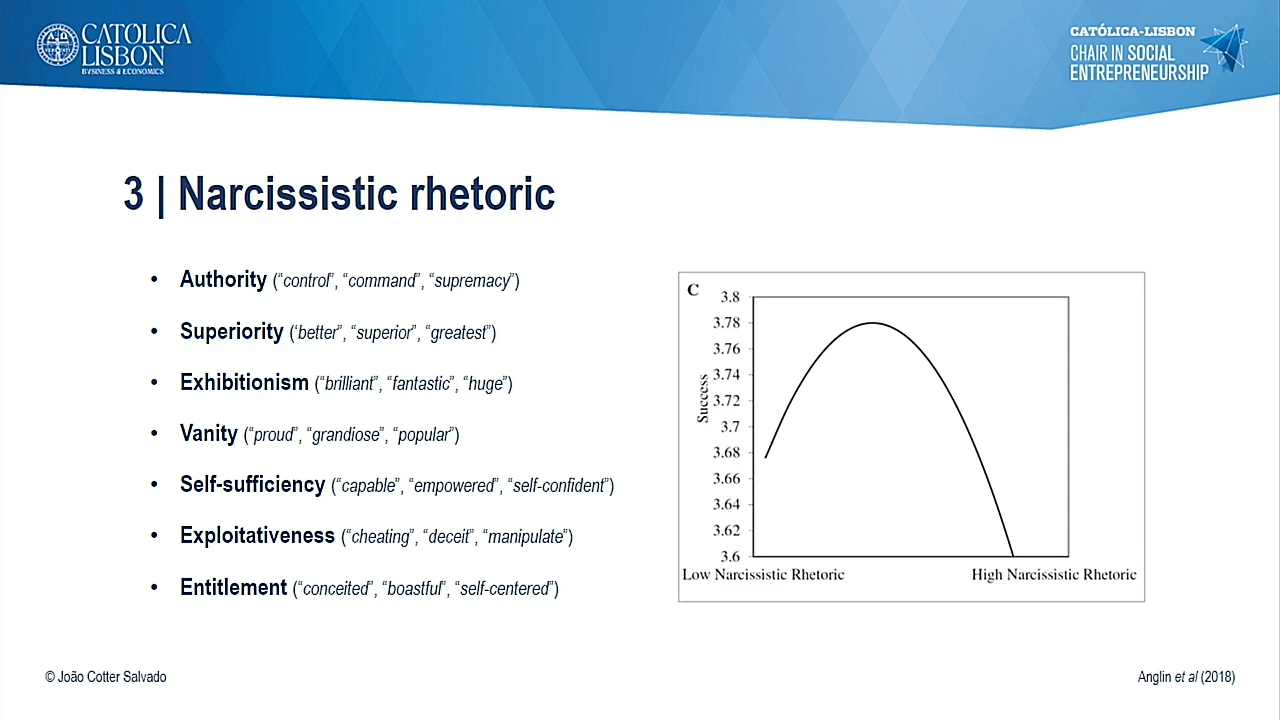 CATÓLICA
LISBON
BUSINESS & ECONOMICS
CATÓLICA-LISBON
CHAIR IN SOCIAL
ENTREPRENEURSHIP
3 | Narcissistic rhetoric
• Authority (“control”, “command”, “supremacy”)
• Superiority (‘better”, “superior”, “greatest”)
• Exhibitionism (“brilliant”, “fantastic”, “huge”)
• Vanity (“proud”, “grandiose”, “popular”)
• Self-sufficiency (“capable”, “empowered”, “self-confident”)
• Exploitativeness (“cheating”, “deceit”, “manipulate”)
• Entitlement (“conceited”, “boastful”, “self-centered”)
C
3.8
3.78
3.76
3.74
3.72
3.7
3.68
3.66
3.64
3.62
3.6
Success
Low Narcissistic Rhetoric
High Narcissistic Rhetoric
© João Cotter Salvado
Anglin et al (2018)